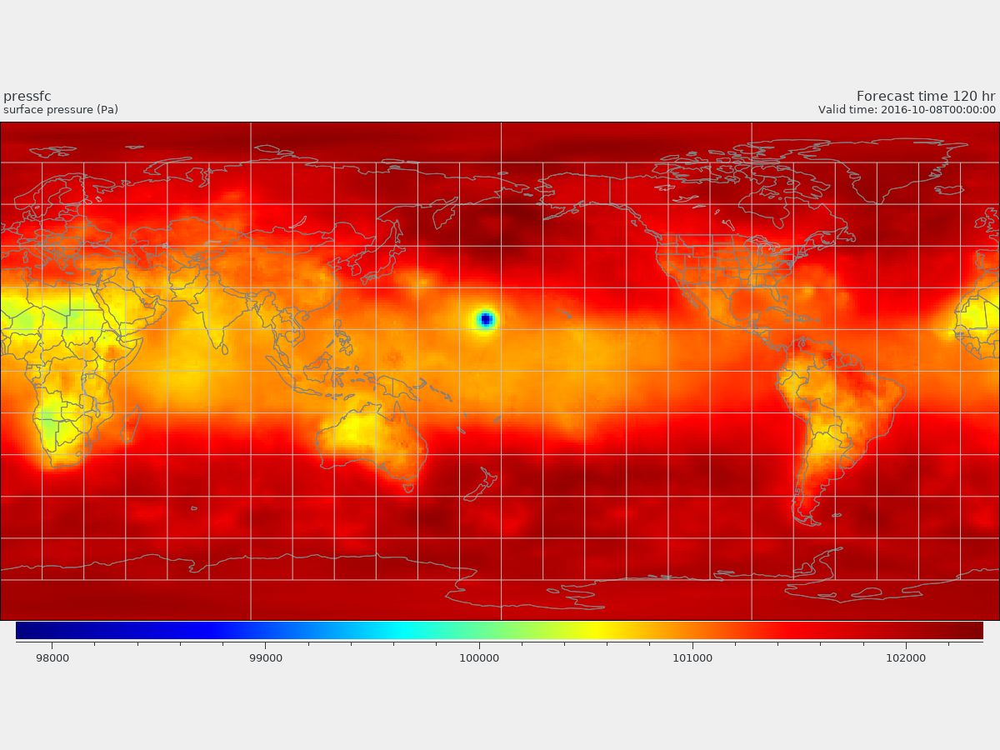 pressfc
surface pressure (Pa)
Forecast time 120 hr
Valid time: 2016-10-08T00:00:00
98000 99000 100000 101000 102000